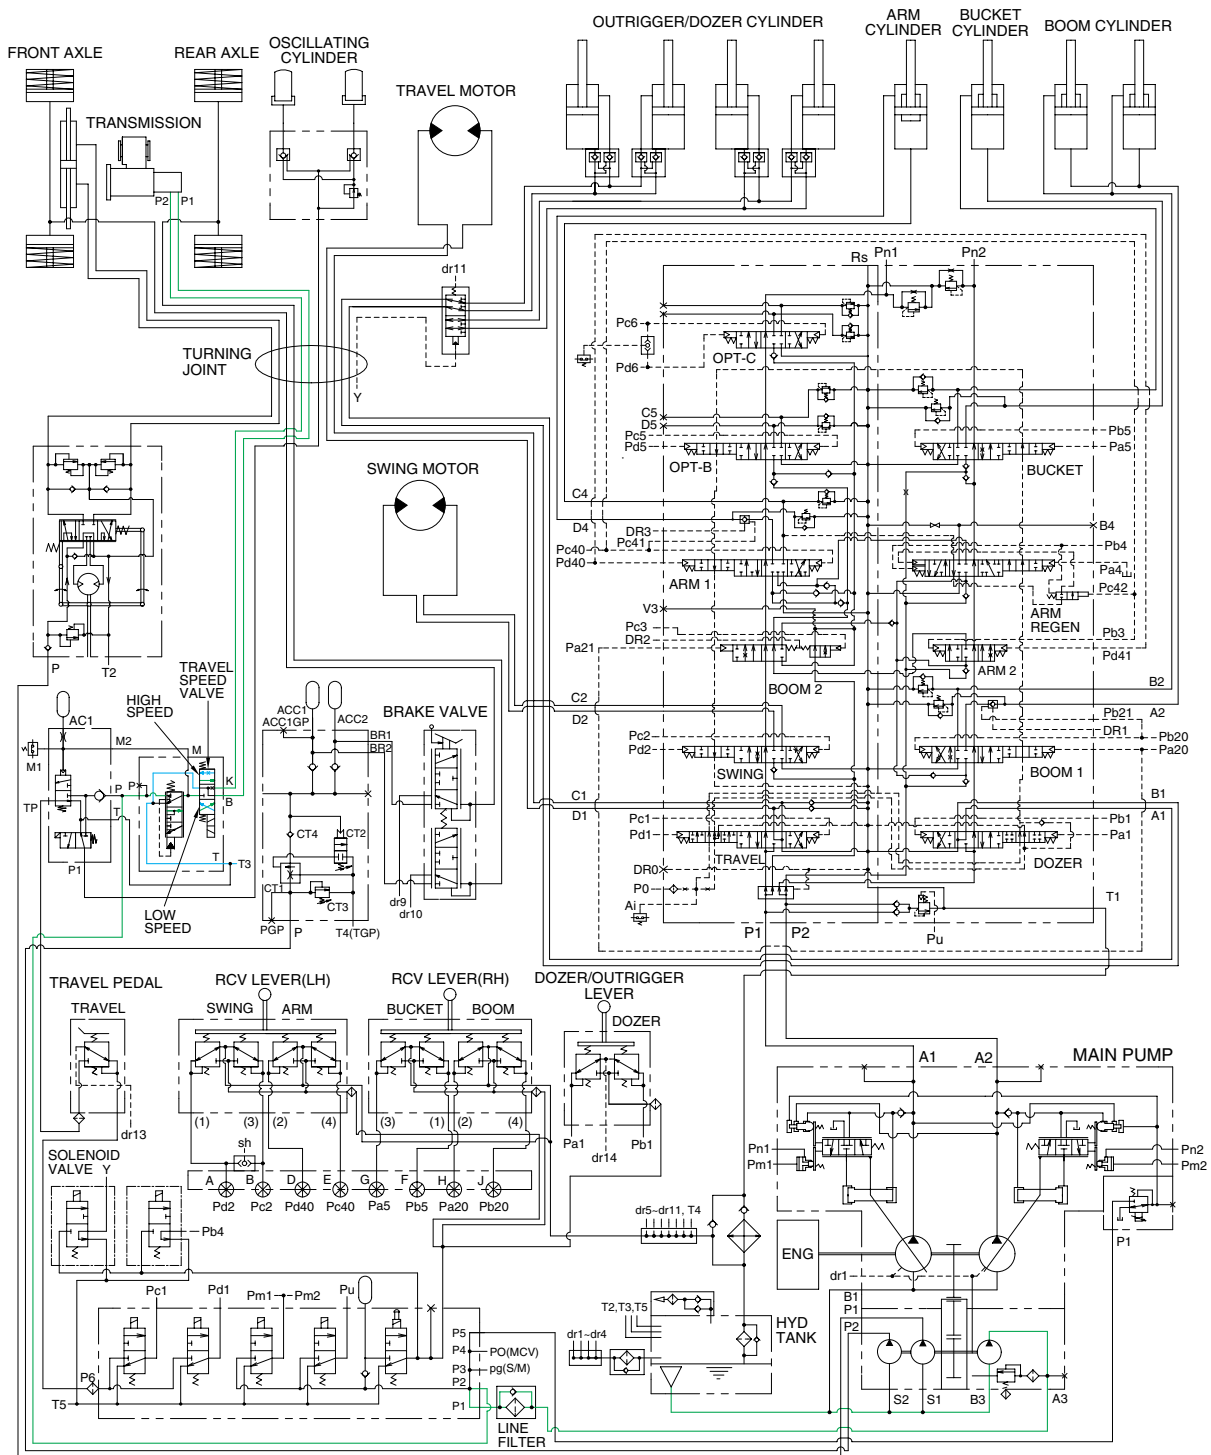 OUTRIGGER/DOZER CYLINDER
ARM
CYLINDER
BUCKET
CYLINDER
BOOM CYLINDER
FRONT AXLE
REAR AXLE
OSCILLATING
CYLINDER
TRAVEL MOTOR
TRANSMISSION
P2 P1
dr11
Rs
Pn1
Pn2
TURNING
JOINT
Y
Pc6
OPT-C
Pd6
C5
D5
Pc5
Pd5
OPT-B
Pb5
Pa5
BUCKET
SWING MOTOR
C4
D4
DR3
Pc41
Pc40
Pd40
ARM 1
B4
Pb4
Pa4
Pc42
ARM
REGEN
V3
Pc3
DR2
Pa21
BOOM 2
Pb3
Pd41
ARM 2
P
T2
TRAVEL
SPEED
VALVE
HIGH
SPEED
AC1
M2
M1
M
K
B
P
P
T
TP
T
T3
P1
LOW
SPEED
ACC1
ACC1GP
ACC2
BR1
BR2
BRAKE VALVE
CT4
CT2
CT1
CT3
PGP
P
T4(TGP)
dr9
dr10
C2
D2
Pc2
Pd2
SWING
B2
A2
Pb21
DR1
Pb20
Pa20
BOOM 1
C1
D1
Pc1
Pd1
TRAVEL
B1
A1
Pb1
Pa1
DOZER
DR0
P0
Ai
T1
P1
P2
Pu
TRAVEL PEDAL
TRAVEL
RCV LEVER(LH)
SWING
ARM
RCV LEVER(RH)
BUCKET
BOOM
DOZER/OUTRIGGER
LEVER
DOZER
A1
A2
MAIN PUMP
dr13
(1) (3) (2) (4)
(3) (1) (2) (4)
Pa1
Pb1
dr14
Pn1
Pm1
Pn2
Pm2
SOLENOID
VALVE
Y
sh
A B D E G F H J
Pd2 Pc2 Pd40 Pc40 Pa5 Pb5 Pa20 Pb20
Pb4
dr5~dr11, T4
ENG
P1
dr1
Pc1
Pd1
Pm1
Pm2
Pu
T2,T3,T5
HYD
TANK
B1
P1
P2
dr1~dr4
P5
P4
PO(MCV)
P3
pg(S/M)
P2
P1
P6
T5
LINE
FILTER
S2
S1
B3
A3